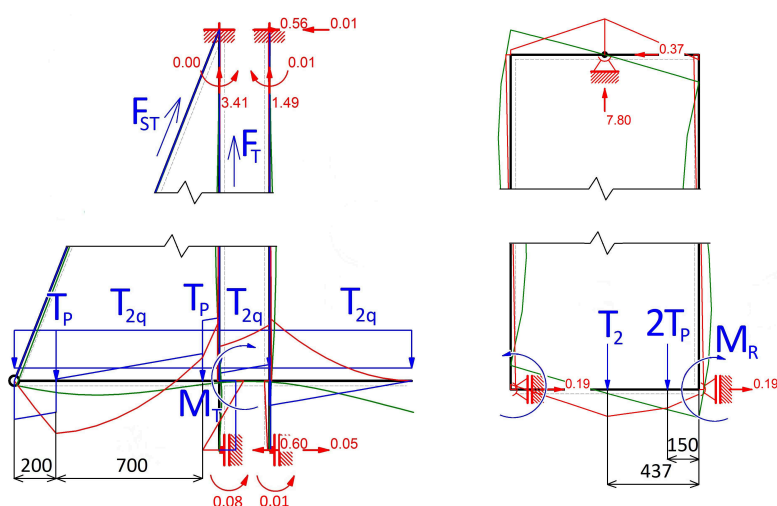 0.56 0.01
0.37
0.00 0.01
3.41 1.49
7.80
F_ST
F_T
T_P T_2q T_P T_2q T_2q
T_2 2T_P M_R
M_T
0.19 0.19
0.60 0.05
150
200 700 437
0.08 0.01